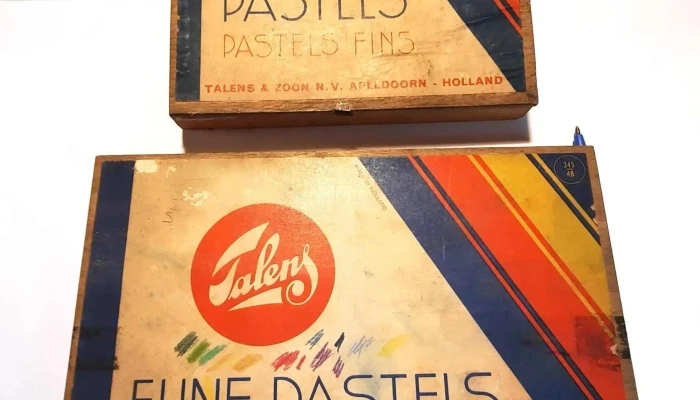 PASTELS
PASTELS FINS
TALENS & ZOON N.V. APELDOORN - HOLLAND
345
48
Talens
FIJNE PASTELS